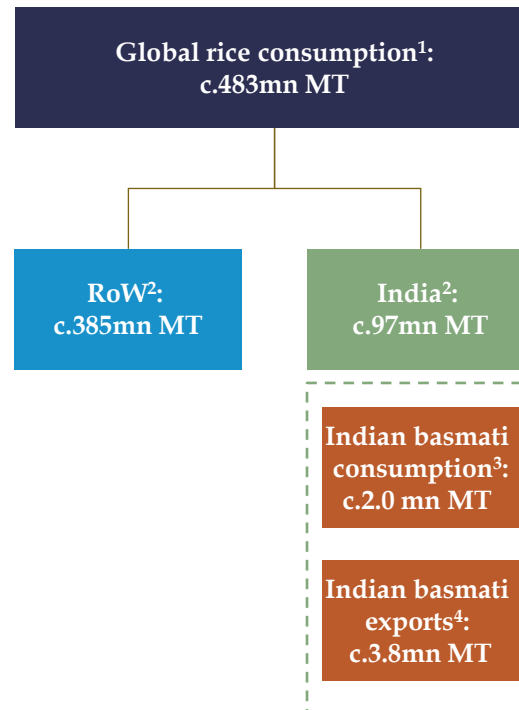 Global rice consumption¹:
c.483mn MT
RoW²:
c.385mn MT
India²:
c.97mn MT
Indian basmati
consumption³:
c.2.0 mn MT
Indian basmati
exports⁴:
c.3.8mn MT